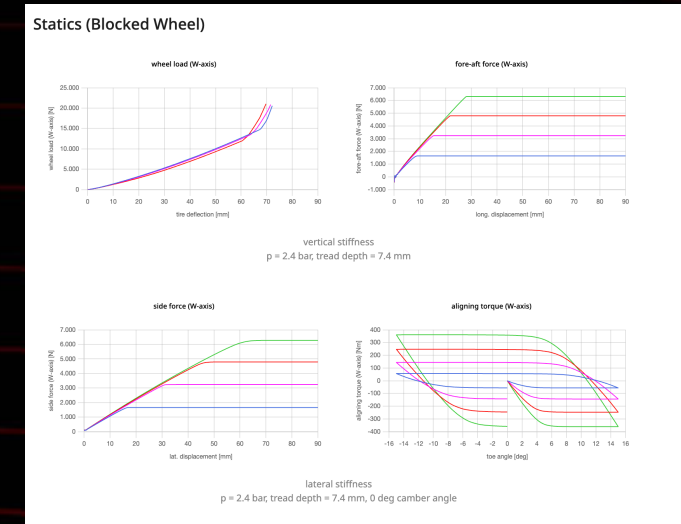 Statics (Blocked Wheel)
wheel load (W-axis)
wheel load (W-axis) [N]
25.000
20.000
15.000
10.000
5.000
0
0 10 20 30 40 50 60 70 80 90
tire deflection [mm]
fore-aft force (W-axis)
fore-aft force (W-axis) [N]
7.000
6.000
5.000
4.000
3.000
2.000
1.000
0
-1.000
0 10 20 30 40 50 60 70 80 90
long. displacement [mm]
vertical stiffness
p = 2.4 bar, tread depth = 7.4 mm
side force (W-axis)
side force (W-axis) [N]
7.000
6.000
5.000
4.000
3.000
2.000
1.000
0
0 10 20 30 40 50 60 70 80 90
lat. displacement [mm]
aligning torque (W-axis)
aligning torque (W-axis) [Nm]
400
300
200
100
0
-100
-200
-300
-400
-16 -14 -12 -10 -8 -6 -4 -2 0 2 4 6 8 10 12 14 16
toe angle [deg]
lateral stiffness
p = 2.4 bar, tread depth = 7.4 mm, 0 deg camber angle